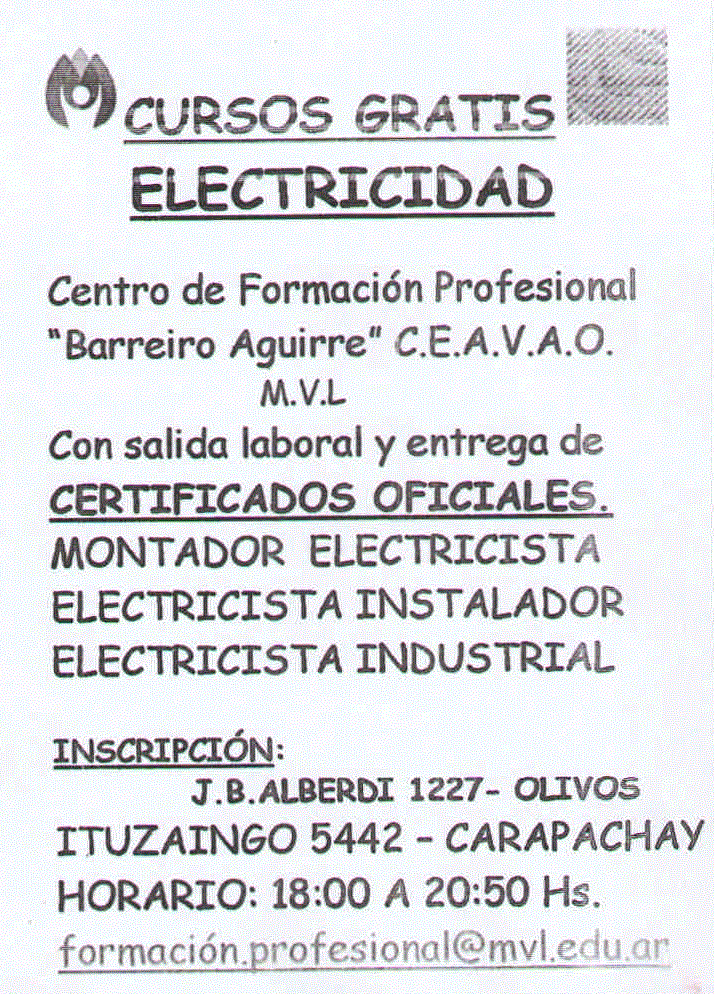 CURSOS GRATIS
ELECTRICIDAD
Centro de Formación Profesional
"Barreiro Aguirre" C.E.A.V.A.O.
M.V.L
Con salida laboral y entrega de
CERTIFICADOS OFICIALES.
MONTADOR ELECTRICISTA
ELECTRICISTA INSTALADOR
ELECTRICISTA INDUSTRIAL
INSCRIPCIÓN:
J.B.ALBERDI 1227- OLIVOS
ITUZAINGO 5442 - CARAPACHAY
HORARIO: 18:00 A 20:50 Hs.
formación.profesional@mvl.edu.ar